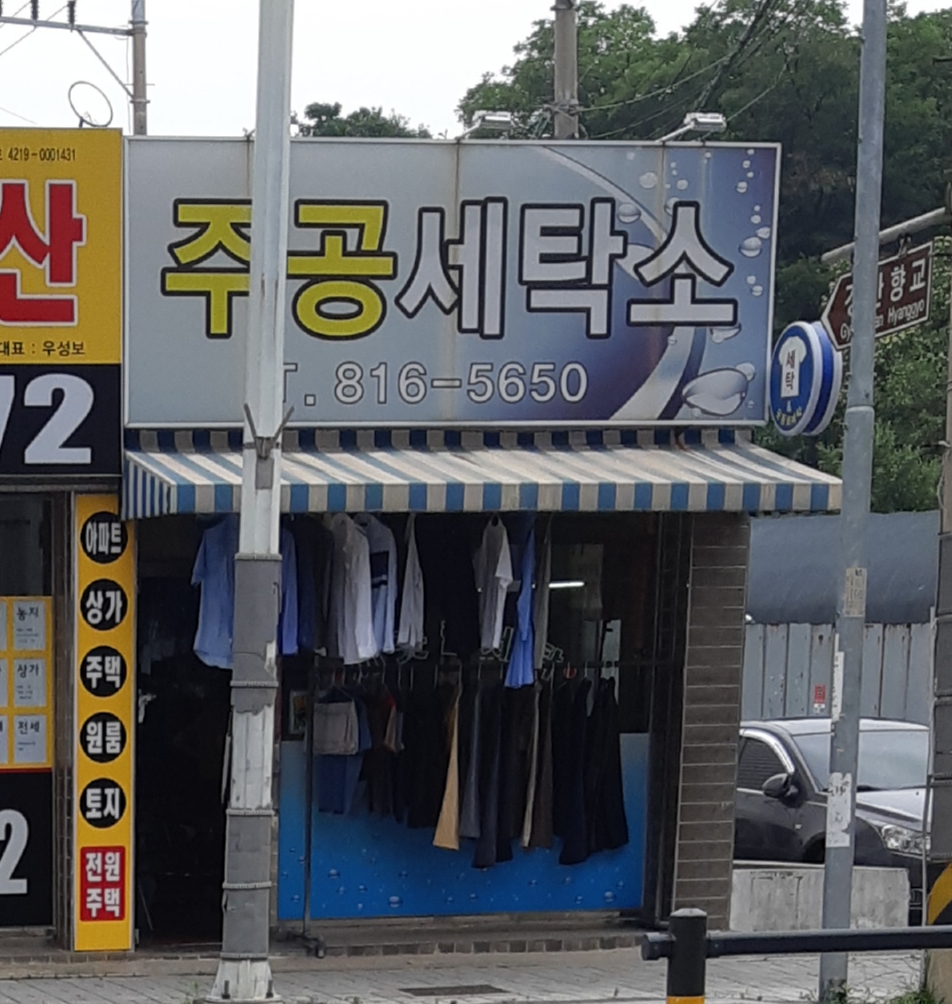 4219-0001431
산
대표 : 우성보
72
아파트
상가
주택
원룸
토지
전원
주택
농지
상가
전세
2
주공세탁소
T. 816-5650
세
탁
향교
Hyanggyo